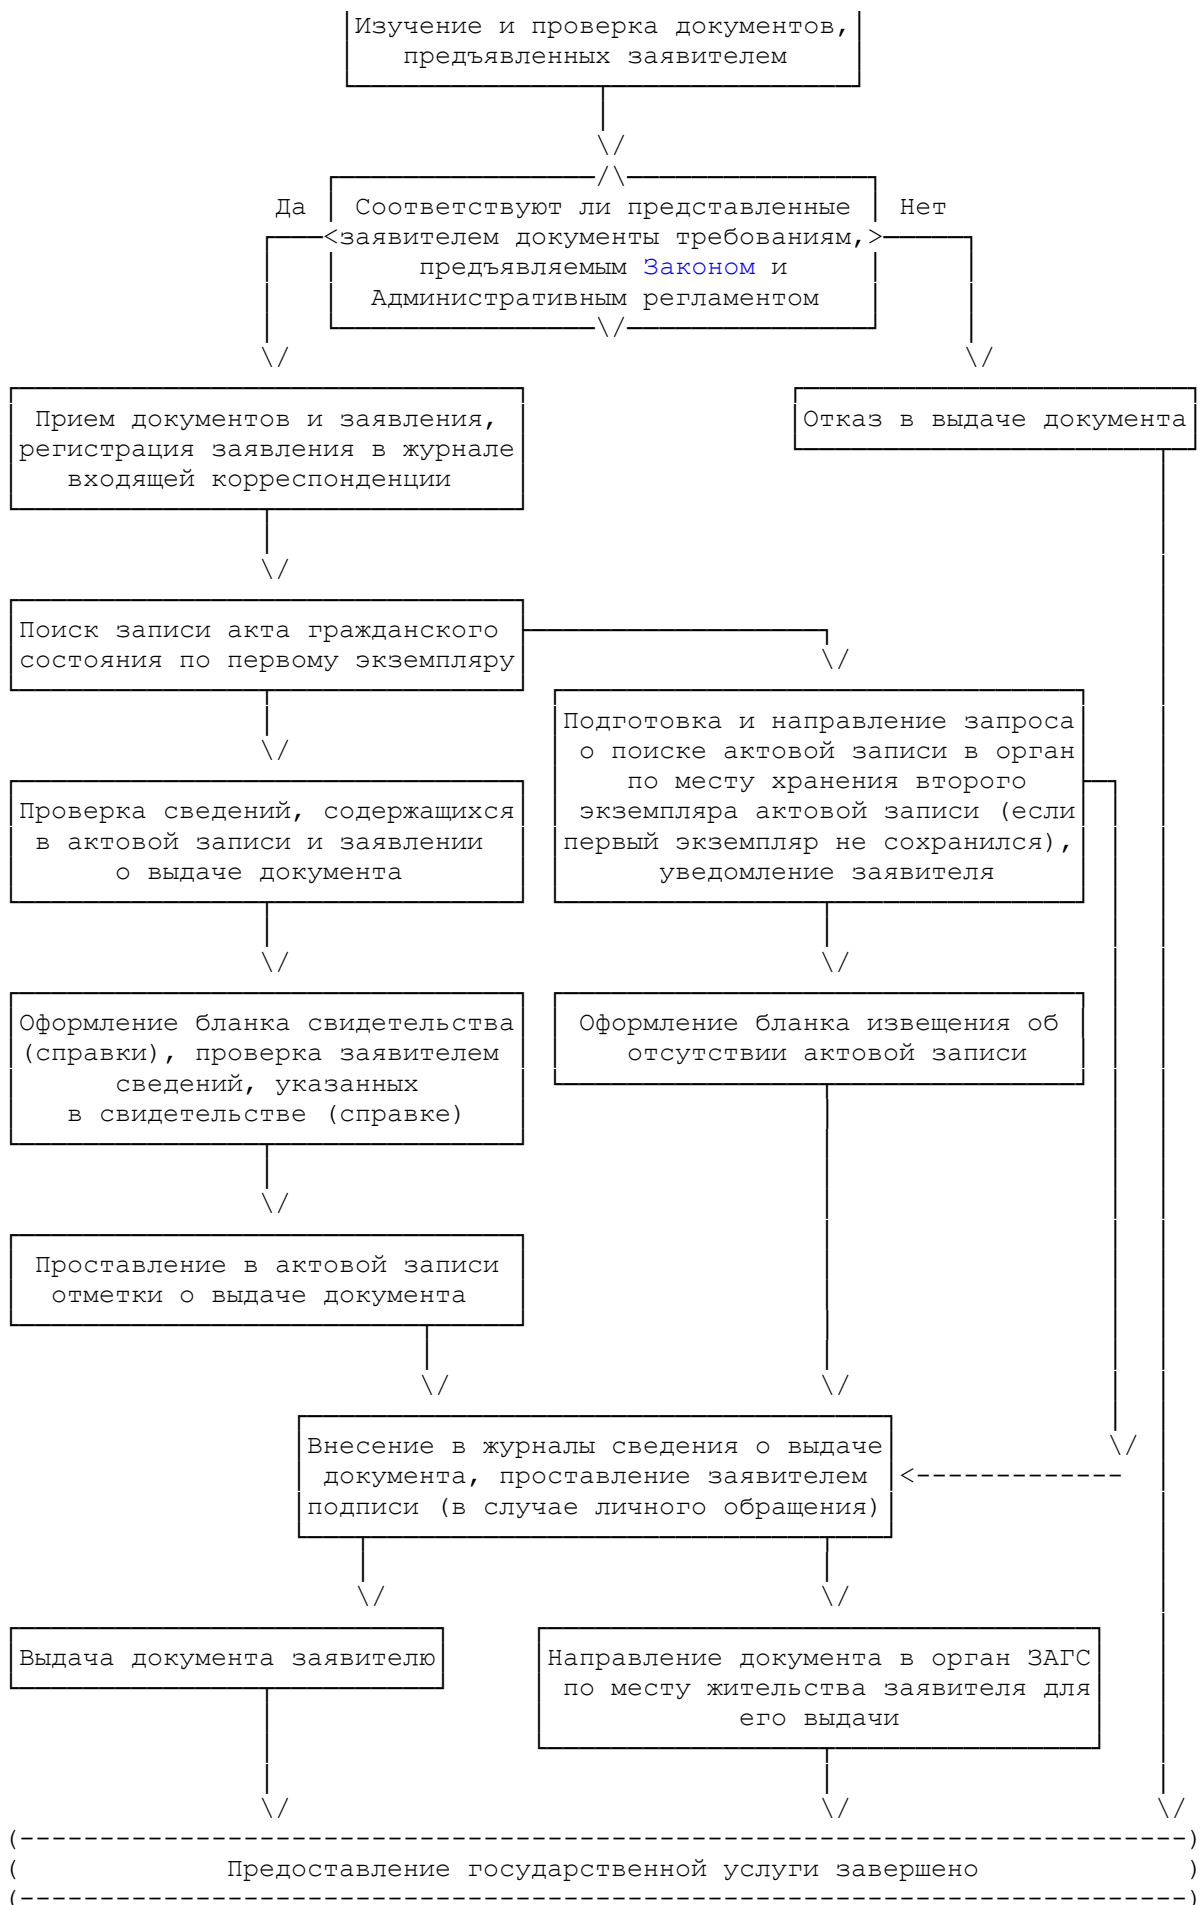 Изучение и проверка документов,
предъявленных заявителем
Да
Соответствуют ли представленные
Нет
заявителем документы требованиям,
предъявляемым Законом и
Административным регламентом
Прием документов и заявления,
регистрация заявления в журнале
входящей корреспонденции
Отказ в выдаче документа
Поиск записи акта гражданского
состояния по первому экземпляру
Подготовка и направление запроса
о поиске актовой записи в орган
по месту хранения второго
экземпляра актовой записи (если
первый экземпляр не сохранился),
уведомление заявителя
Проверка сведений, содержащихся
в актовой записи и заявлении
о выдаче документа
Оформление бланка свидетельства
(справки), проверка заявителем
сведений, указанных
в свидетельстве (справке)
Оформление бланка извещения об
отсутствии актовой записи
Проставление в актовой записи
отметки о выдаче документа
Внесение в журналы сведения о выдаче
документа, проставление заявителем
подписи (в случае личного обращения)
Выдача документа заявителю
Направление документа в орган ЗАГС
по месту жительства заявителя для
его выдачи
Предоставление государственной услуги завершено